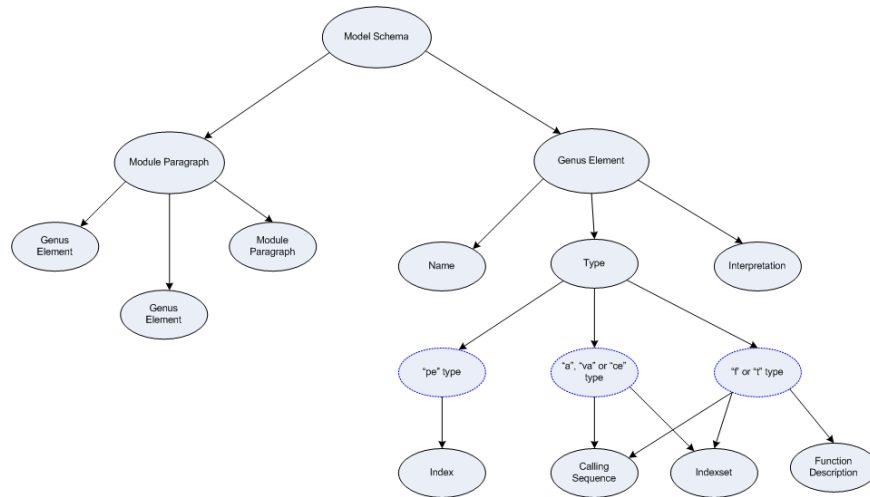 Model Schema
Module Paragraph
Genus Element
Genus
Element
Module
Paragraph
Name
Type
Interpretation
Genus
Element
“pe” type
“a”, “va” or “ce”
type
“f” or “t” type
Index
Calling
Sequence
Indexset
Function
Description